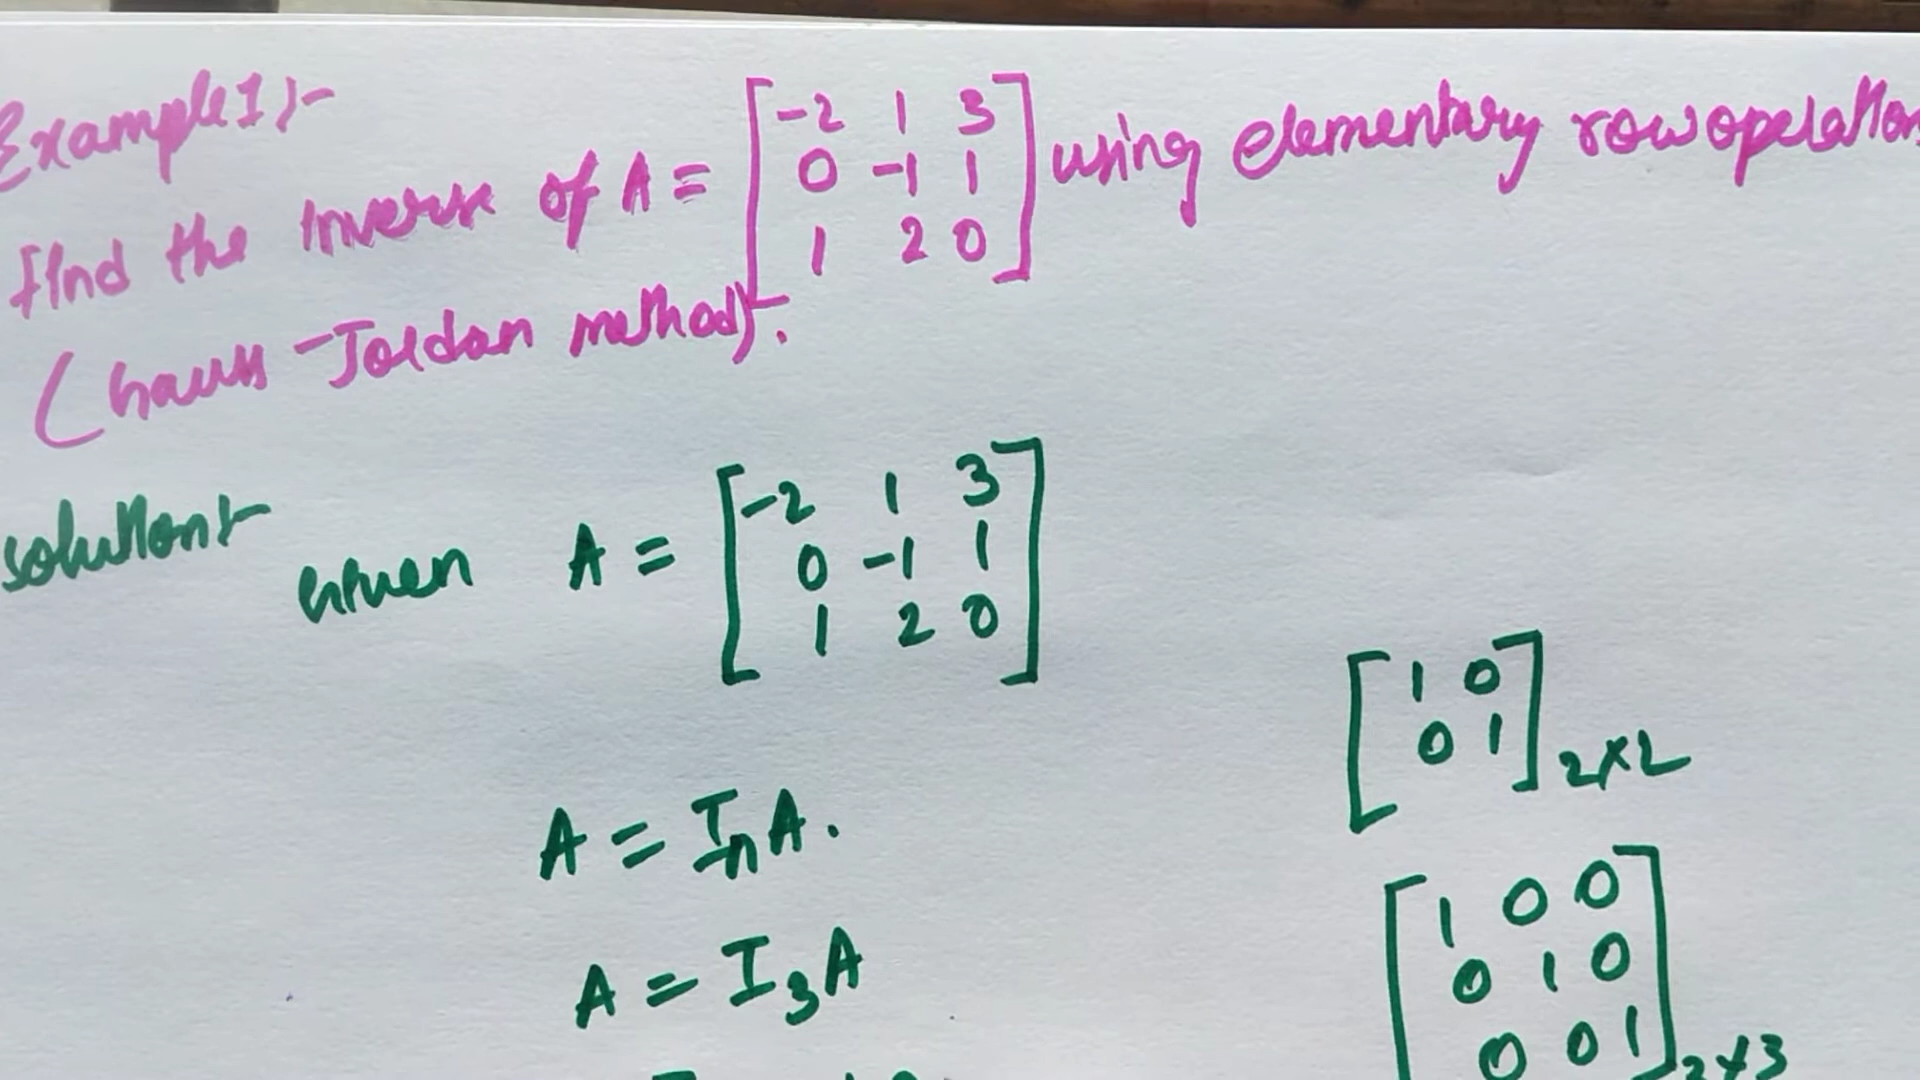 Example 1:-
Find the inverse of A = [-2 1 3
0 -1 1
1 2 0] using elementary row operation
(Gauss-Jordan method).
Solution:-
Given A = [-2 1 3
0 -1 1
1 2 0]
[1 0
0 1] 2×2
A = InA.
[1 0 0
0 1 0
0 0 1] 3×3
A = I3A